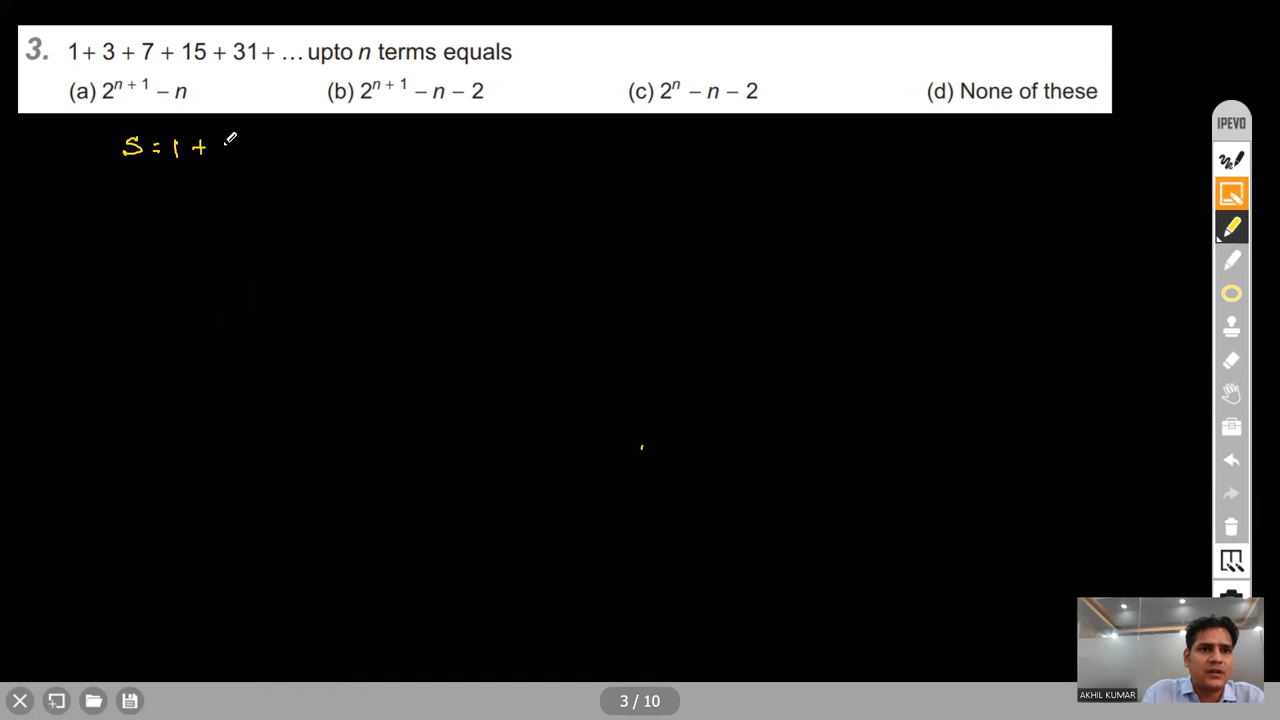 3. 1 + 3 + 7 + 15 + 31 + ... upto n terms equals
(a) 2^{n + 1} – n (b) 2^{n + 1} – n – 2 (c) 2^n – n – 2 (d) None of these
S = 1 +
IPEVO
AKHIL KUMAR
3 / 10